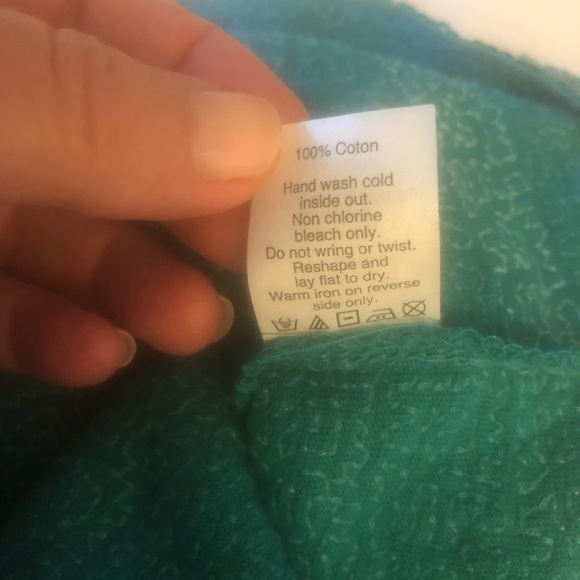 100% Coton
Hand wash cold
inside out.
Non chlorine
bleach only.
Do not wring or twist.
Reshape and
lay flat to dry.
Warm iron on reverse
side only.